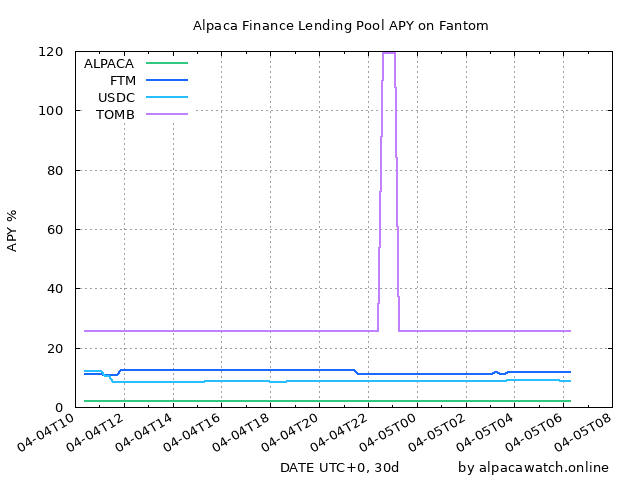 Alpaca Finance Lending Pool APY on Fantom
120
100
80
60
40
20
0
APY %
ALPACA
FTM
USDC
TOMB
04-04T10
04-04T12
04-04T14
04-04T16
04-04T18
04-04T20
04-04T22
04-05T00
04-05T02
04-05T04
04-05T06
04-05T08
DATE UTC+0, 30d
by alpacawatch.online